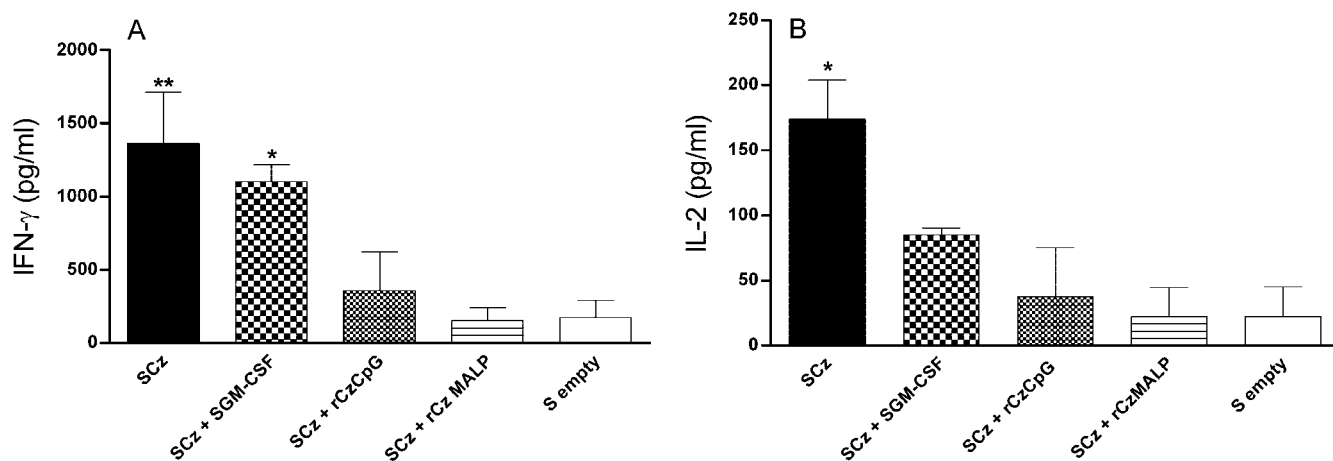 A
IFN-γ (pg/ml)
2000
1500
1000
500
0
**
*
SCz
SCz + SGM-CSF
SCz + rCzCpG
SCz + rCz MALP
S empty
B
IL-2 (pg/ml)
250
200
150
100
50
0
*
SCz
SCz + SGM-CSF
SCz + rCzCpG
SCz + rCzMALP
S empty